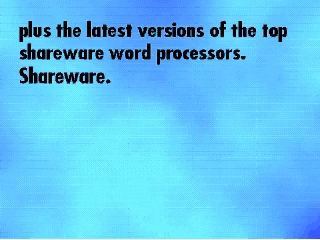 plus the latest versions of the top
shareware word processors.
Shareware.